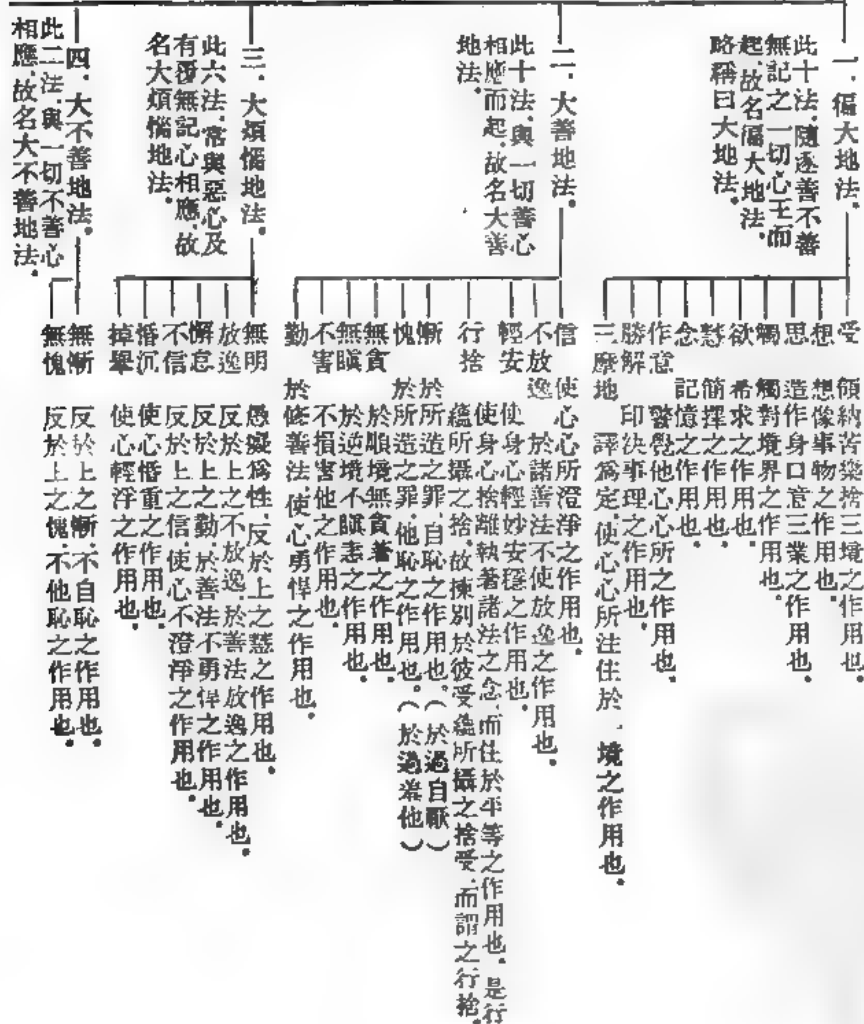 一．徧大地法．
此十法．隨逐善不善
無記之一切心王而
起．故名徧大地法．
略稱曰大地法．
受　領納苦樂捨三境之作用也．
想　想像事物之作用也．
思　造作身口意三業之作用也．
觸　觸對境界之作用也．
欲　希求之作用也．
慧　簡擇之作用也．
念　記憶之作用也．
作意　警覺他心心所之作用也．
勝解　印決事理之作用也．
三摩地　譯爲定．使心心所注住於一境之作用也．
二．大善地法．
此十法．與一切善心
相應而起．故名大善
地法．
信　使心心所澄淨之作用也．
不放逸　於諸善法不使放逸之作用也．
輕安　使身心輕妙安穩之作用也．
行捨　使身心捨離執著諸法之念．而住於平等之作用也．是行
蘊所攝之捨．故揀別於彼受蘊所攝之捨受．而謂之行捨．
慚　於所造之罪．自恥之作用也．（於過自厭）
愧　於所造之罪．他恥之作用也．（於過羞他）
無貪　於順境無貪著之作用也．
無瞋　於逆境不瞋恚之作用也．
不害　不損害他之作用也．
勤　於修善法．使心勇悍之作用也．
三．大煩惱地法．
此六法．常與惡心及
有覆無記心相應．故
名大煩惱地法．
無明　愚癡爲性．反於上之慧之作用也．
放逸　反於上之不放逸．於善法放逸之作用也．
懈怠　反於上之勤．於善法不勇悍之作用也．
不信　反於上之信．使心不澄淨之作用也．
惛沉　使心惛重之作用也．
掉舉　使心輕浮之作用也．
四．大不善地法．
此二法．與一切不善心
相應．故名大不善地法．
無慚　反於上之慚．不自恥之作用也．
無愧　反於上之愧．不他恥之作用也．